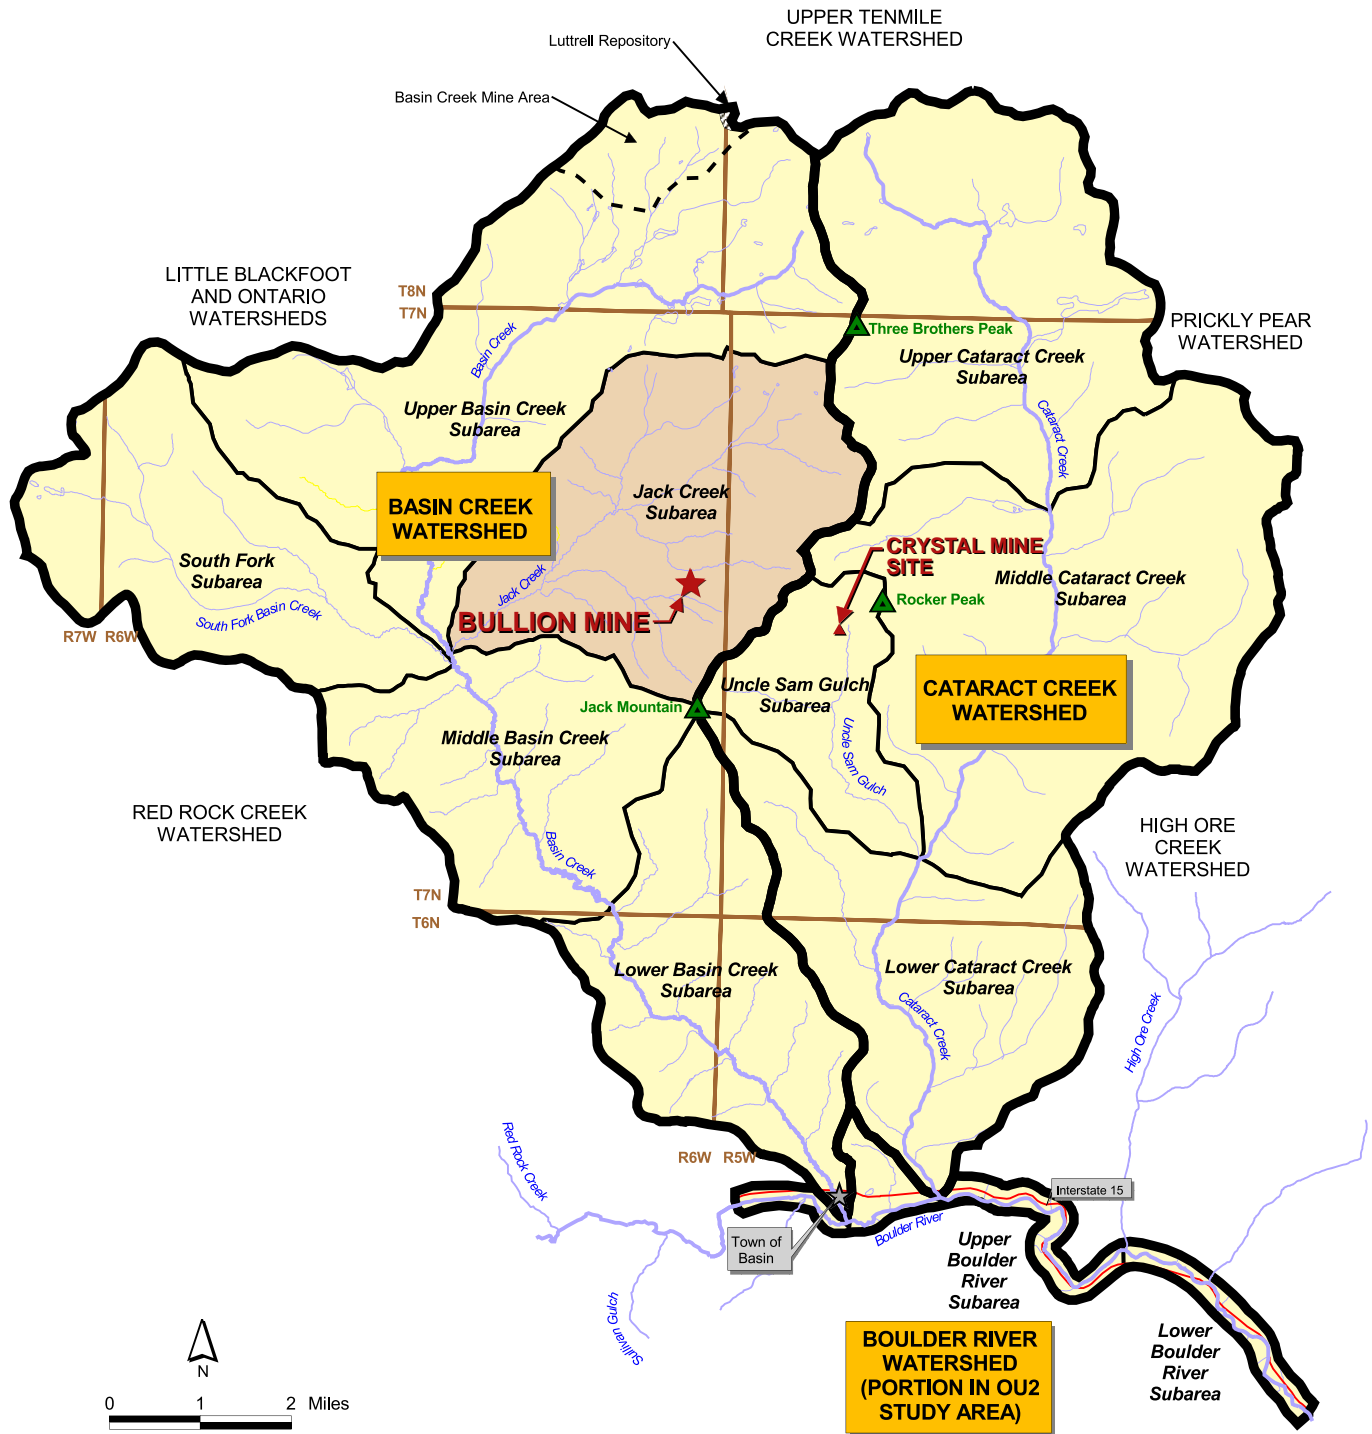 UPPER TENMILE
CREEK WATERSHED
Luttrell Repository
Basin Creek Mine Area
LITTLE BLACKFOOT
AND ONTARIO
WATERSHEDS
T8N
T7N
PRICKLY PEAR
WATERSHED
Three Brothers Peak
Upper Cataract Creek
Subarea
Basin Creek
Upper Basin Creek
Subarea
Cataract Creek
BASIN CREEK
WATERSHED
Jack Creek
Subarea
South Fork
Subarea
CRYSTAL MINE
SITE
Middle Cataract Creek
Subarea
Rocker Peak
Jack Creek
South Fork Basin Creek
BULLION MINE
R7W R6W
CATARACT CREEK
WATERSHED
Uncle Sam Gulch
Subarea
Jack Mountain
Middle Basin Creek
Subarea
Uncle Sam Gulch
RED ROCK CREEK
WATERSHED
HIGH ORE
CREEK
WATERSHED
Basin Creek
T7N
T6N
Lower Basin Creek
Subarea
Lower Cataract Creek
Subarea
Cataract Creek
High Ore Creek
Red Rock Creek
R6W R5W
Interstate 15
Boulder River
Town of
Basin
Upper
Boulder
River
Subarea
Sullivan Gulch
BOULDER RIVER
WATERSHED
(PORTION IN OU2
STUDY AREA)
Lower
Boulder
River
Subarea
N
0 1 2 Miles